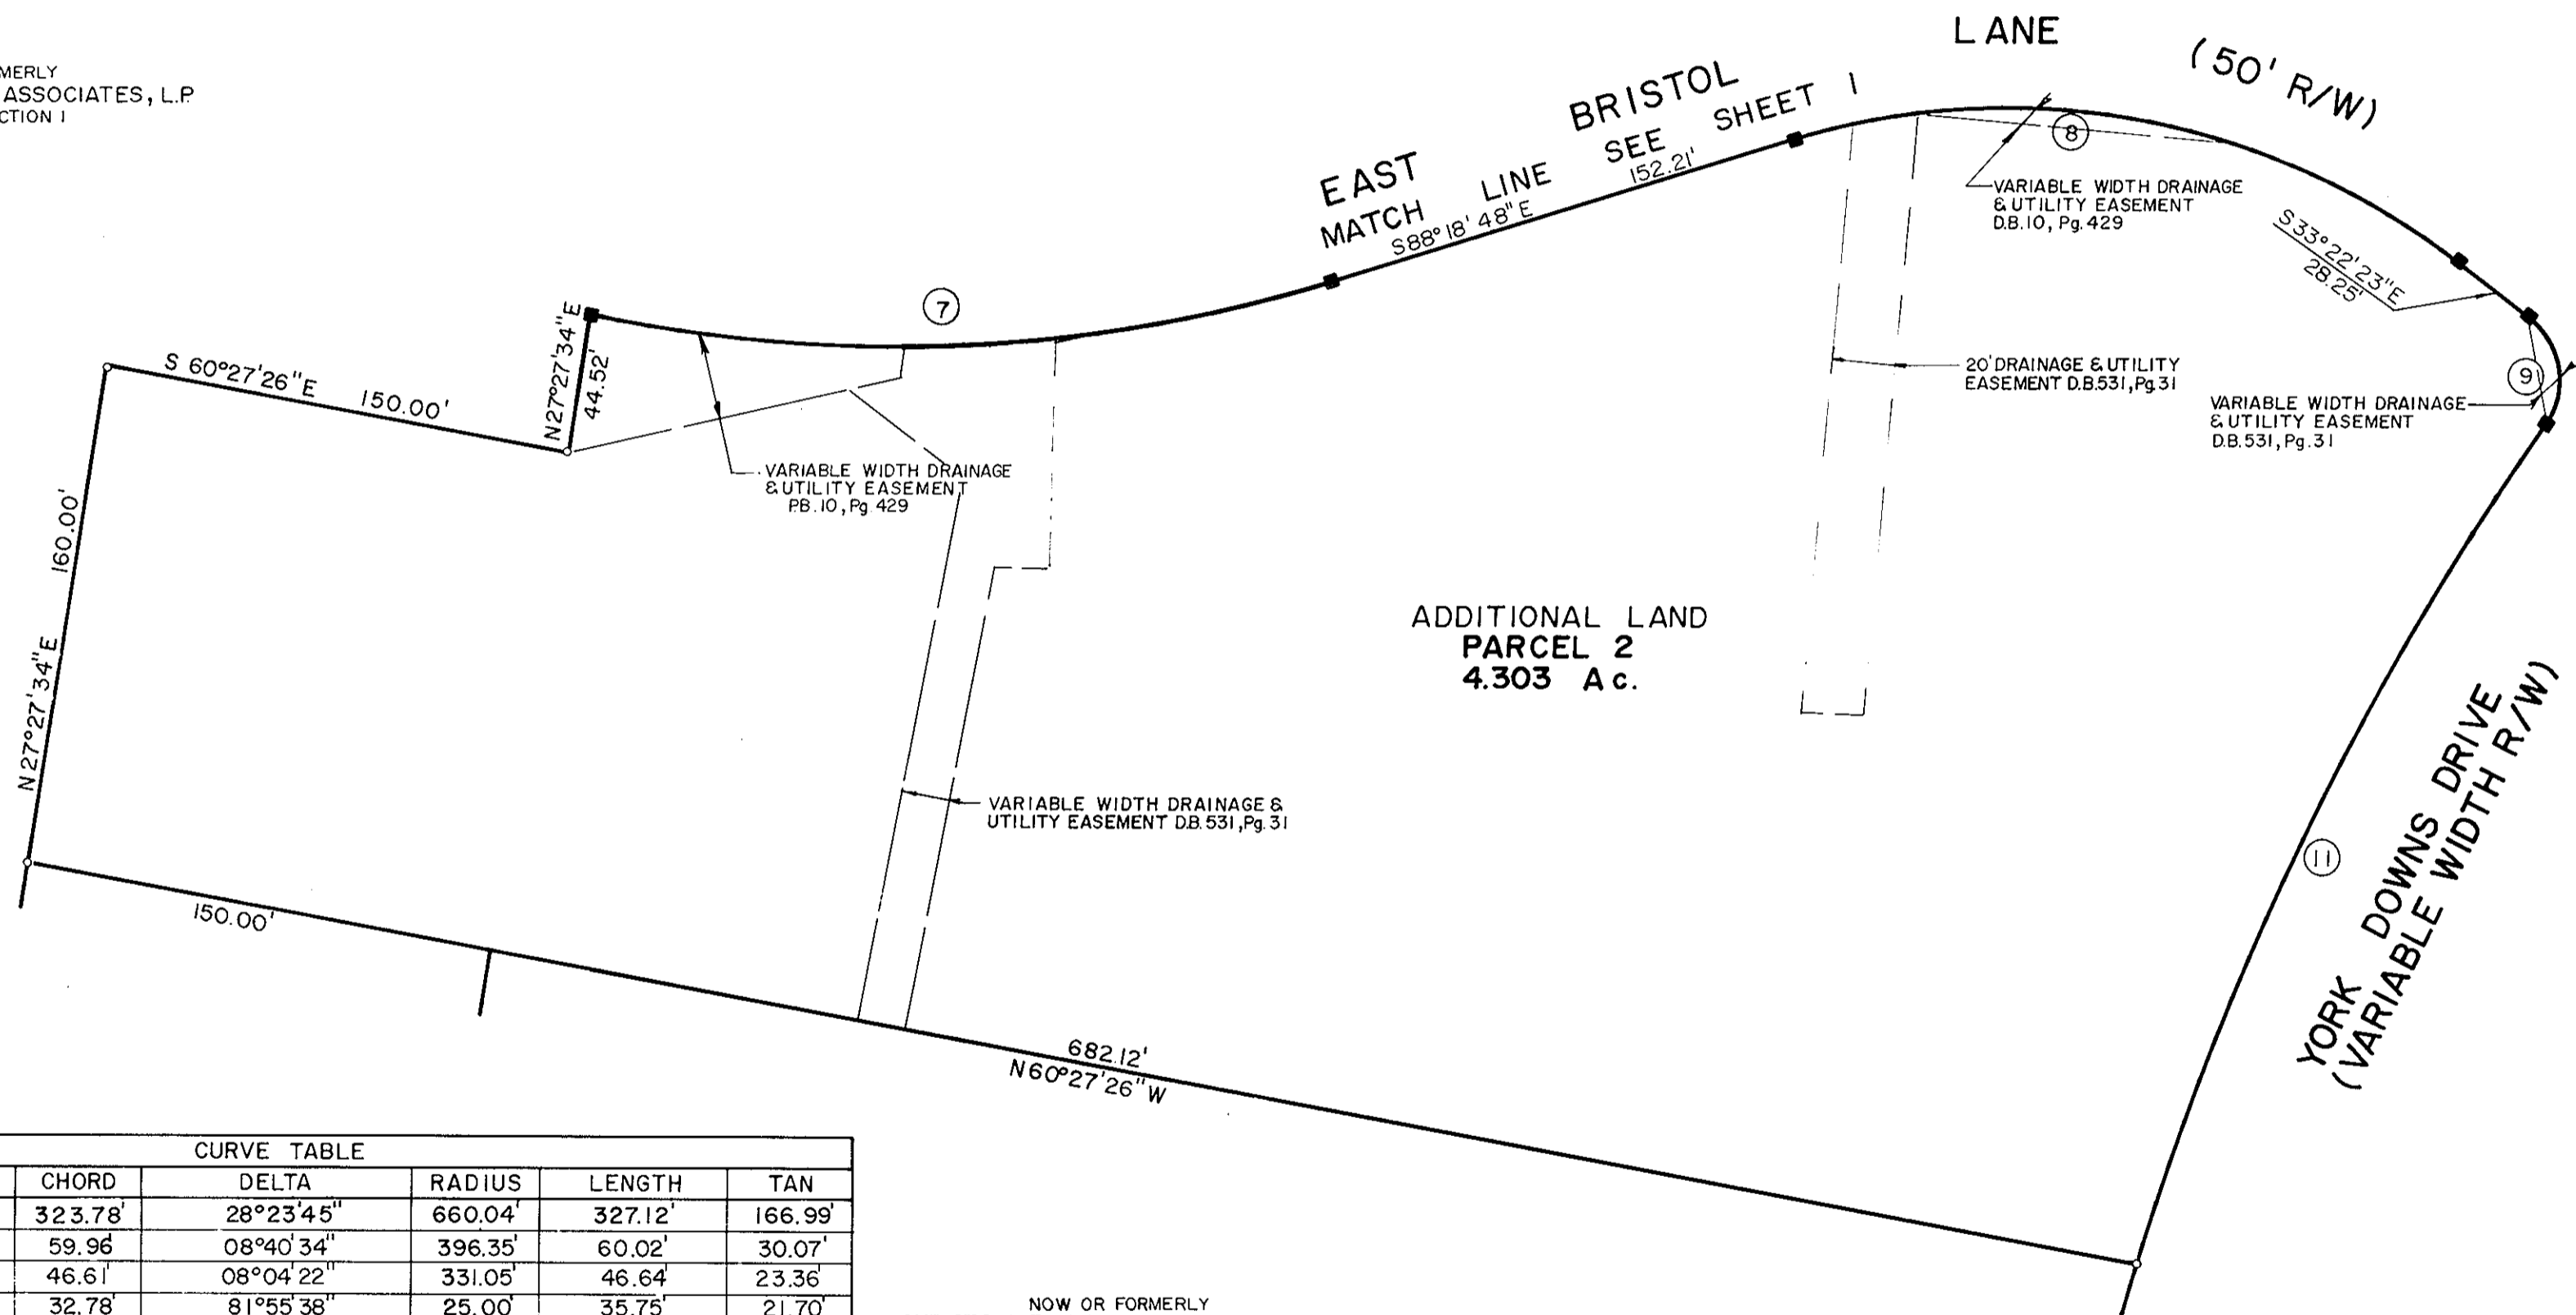 MERLY
ASSOCIATES, L.P.
CTION 1
LANE
(50' R/W)
EAST BRISTOL
MATCH LINE SEE SHEET 1
S88°18'48"E
152.21'
8
VARIABLE WIDTH DRAINAGE
& UTILITY EASEMENT
D.B.10, Pg.429
S33°22'23"E
28.25'
7
N27°27'34"E
44.52'
S 60°27'26"E 150.00'
20' DRAINAGE & UTILITY
EASEMENT D.B.531, Pg.31
9
VARIABLE WIDTH DRAINAGE
& UTILITY EASEMENT
D.B.531, Pg.31
VARIABLE WIDTH DRAINAGE
& UTILITY EASEMENT
P.B.10, Pg.429
N27°27'34"E 160.00'
ADDITIONAL LAND
PARCEL 2
4.303 Ac.
VARIABLE WIDTH DRAINAGE &
UTILITY EASEMENT D.B.531, Pg.31
11
YORK DOWNS DRIVE
(VARIABLE WIDTH R/W)
150.00'
682.12'
N60°27'26"W
CURVE TABLE
CHORD DELTA RADIUS LENGTH TAN
323.78' 28°23'45" 660.04' 327.12' 166.99'
59.96' 08°40'34" 396.35' 60.02' 30.07'
46.61' 08°04'22" 331.05' 46.64' 23.36'
32.78' 81°55'38" 25.00' 35.75' 21.70'
NOW OR FORMERLY